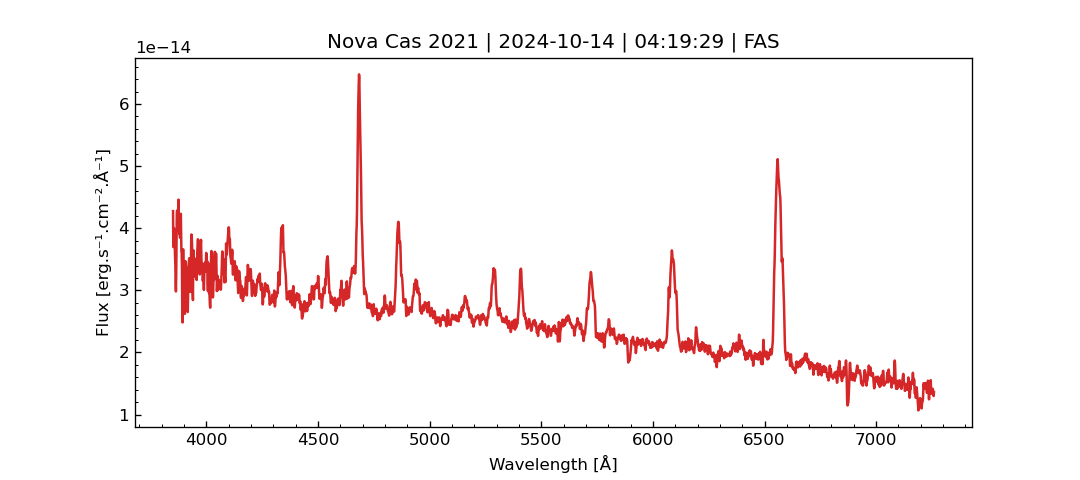 Nova Cas 2021 | 2024-10-14 | 04:19:29 | FAS
1e−14
6
5
4
3
2
1
Flux [erg.s⁻¹.cm⁻².Å⁻¹]
4000 4500 5000 5500 6000 6500 7000
Wavelength [Å]